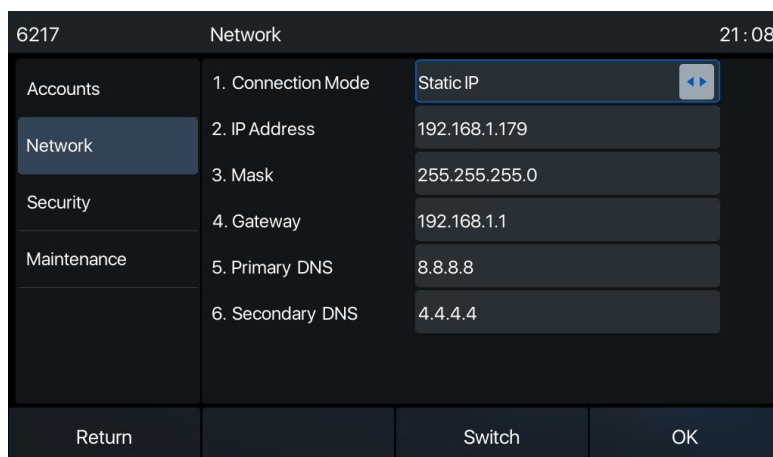 6217 Network 21:08
Accounts
Network
Security
Maintenance
1. Connection Mode Static IP
2. IP Address 192.168.1.179
3. Mask 255.255.255.0
4. Gateway 192.168.1.1
5. Primary DNS 8.8.8.8
6. Secondary DNS 4.4.4.4
Return Switch OK